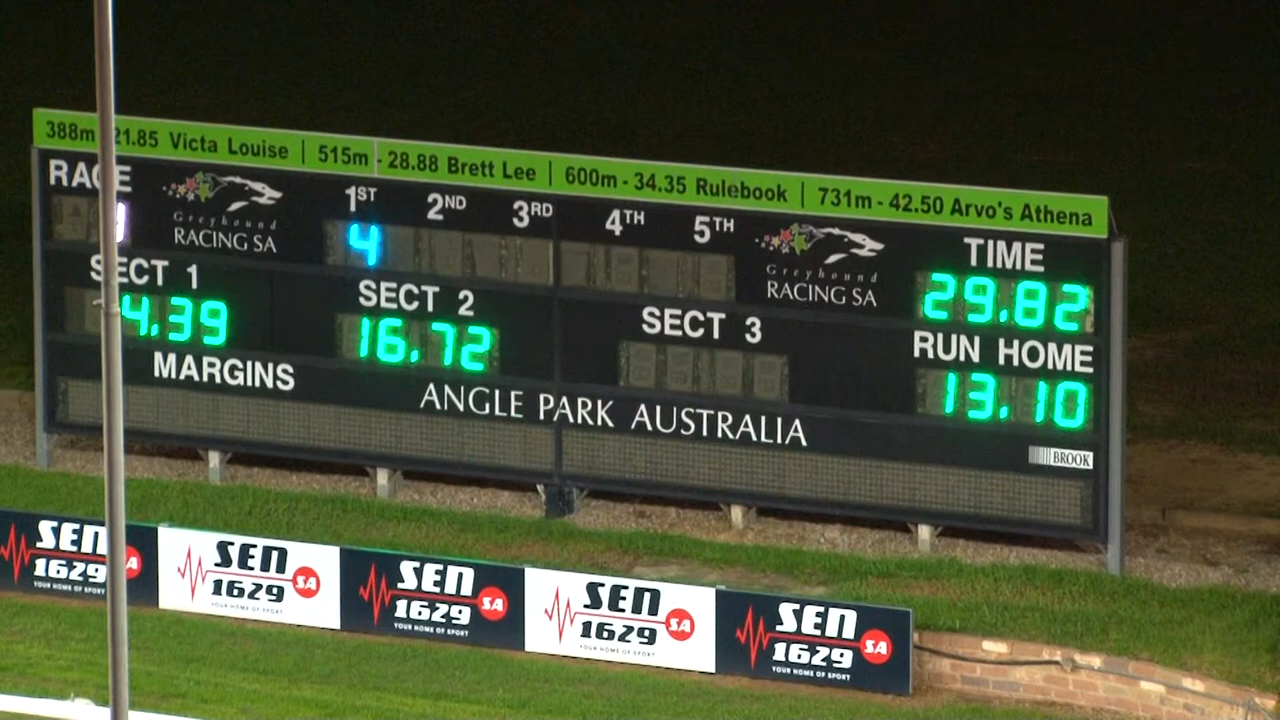 388m 21.85 Victa Louise | 515m - 28.88 Brett Lee | 600m - 34.35 Rulebook | 731m - 42.50 Arvo's Athena
RACE
Greyhound
RACING SA
1ST 2ND 3RD 4TH 5TH
4
Greyhound
RACING SA
TIME
29.82
SECT 1
4.39
SECT 2
16.72
SECT 3
RUN HOME
13.10
MARGINS
ANGLE PARK AUSTRALIA
BROOK
SEN
1629
YOUR HOME OF SPORT
SEN
1629 SA
YOUR HOME OF SPORT
SEN
1629 SA
YOUR HOME OF SPORT
SEN
1629 SA
YOUR HOME OF SPORT
SEN
1629 SA
YOUR HOME OF SPORT